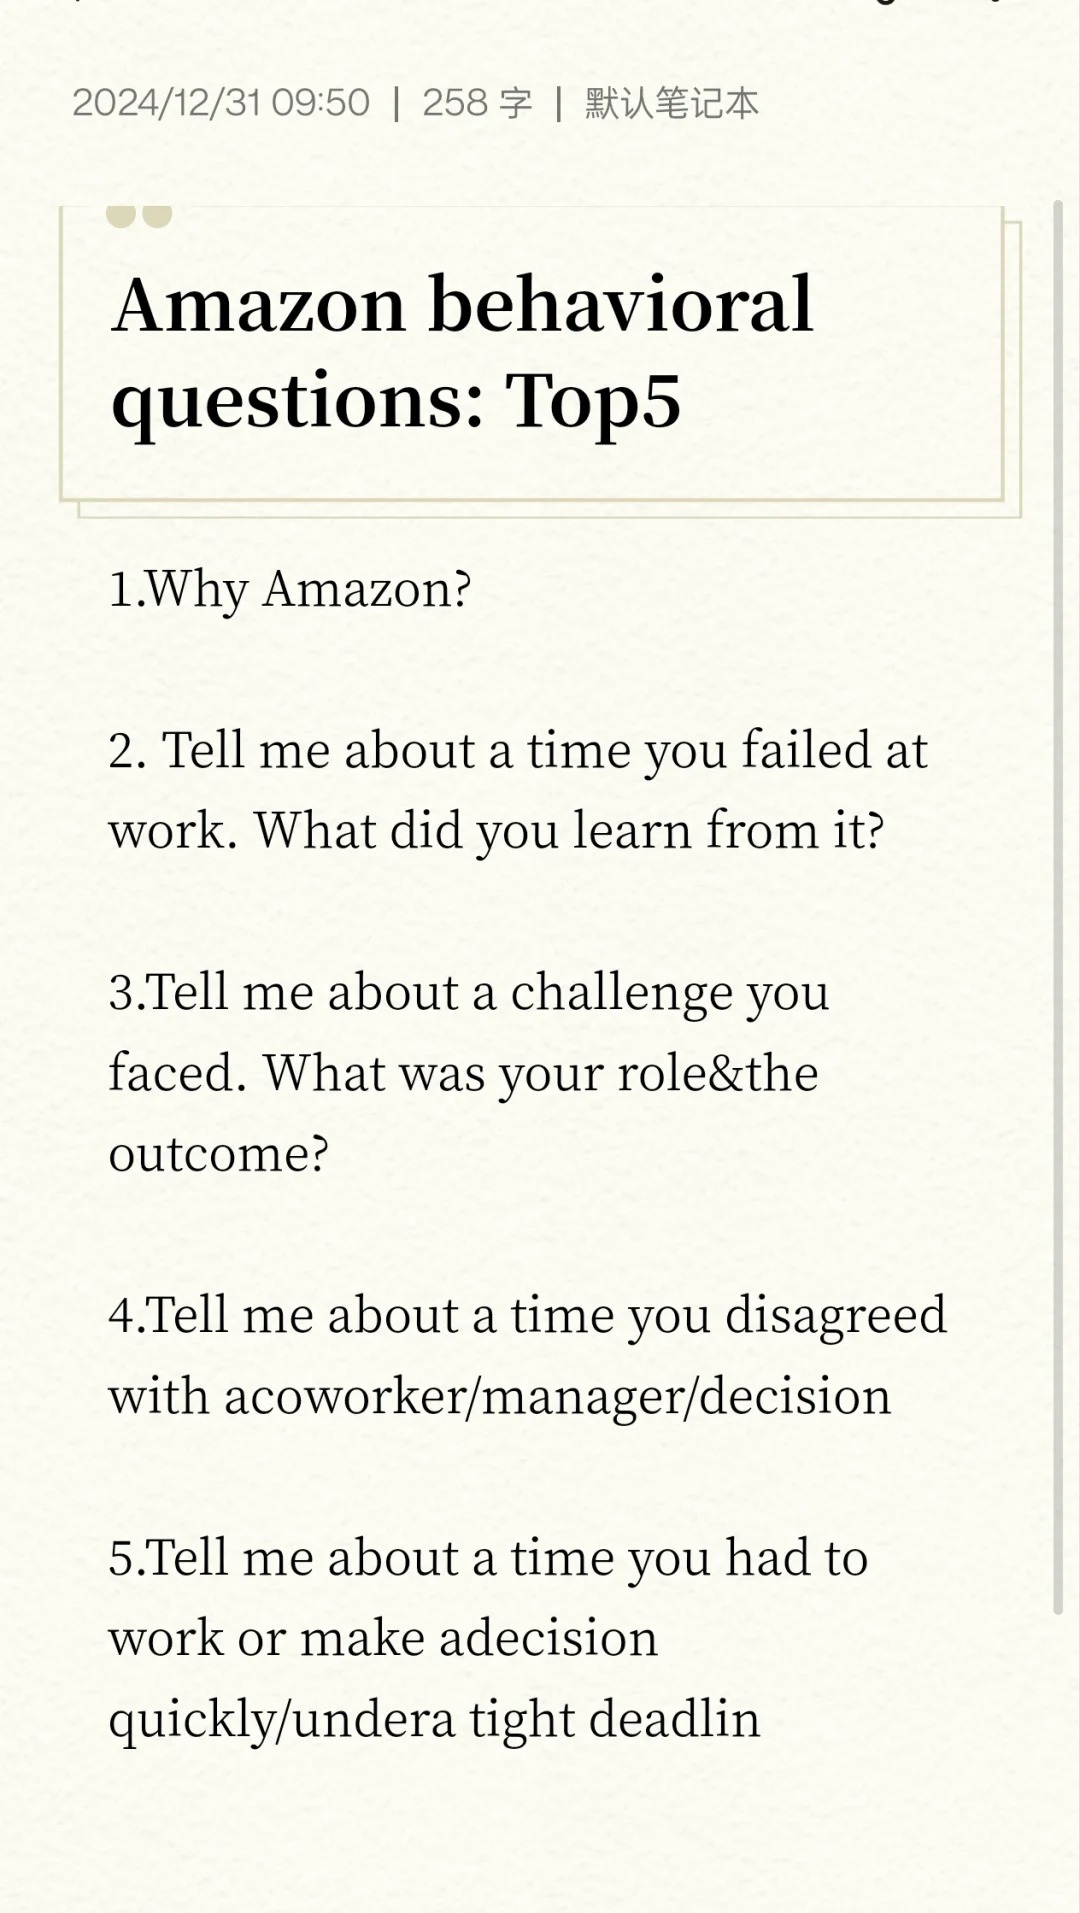 2024/12/31 09:50 | 258 字 | 默认笔记本
Amazon behavioral
questions: Top5
1.Why Amazon?
2. Tell me about a time you failed at
work. What did you learn from it?
3.Tell me about a challenge you
faced. What was your role&the
outcome?
4.Tell me about a time you disagreed
with acoworker/manager/decision
5.Tell me about a time you had to
work or make adecision
quickly/undera tight deadlin